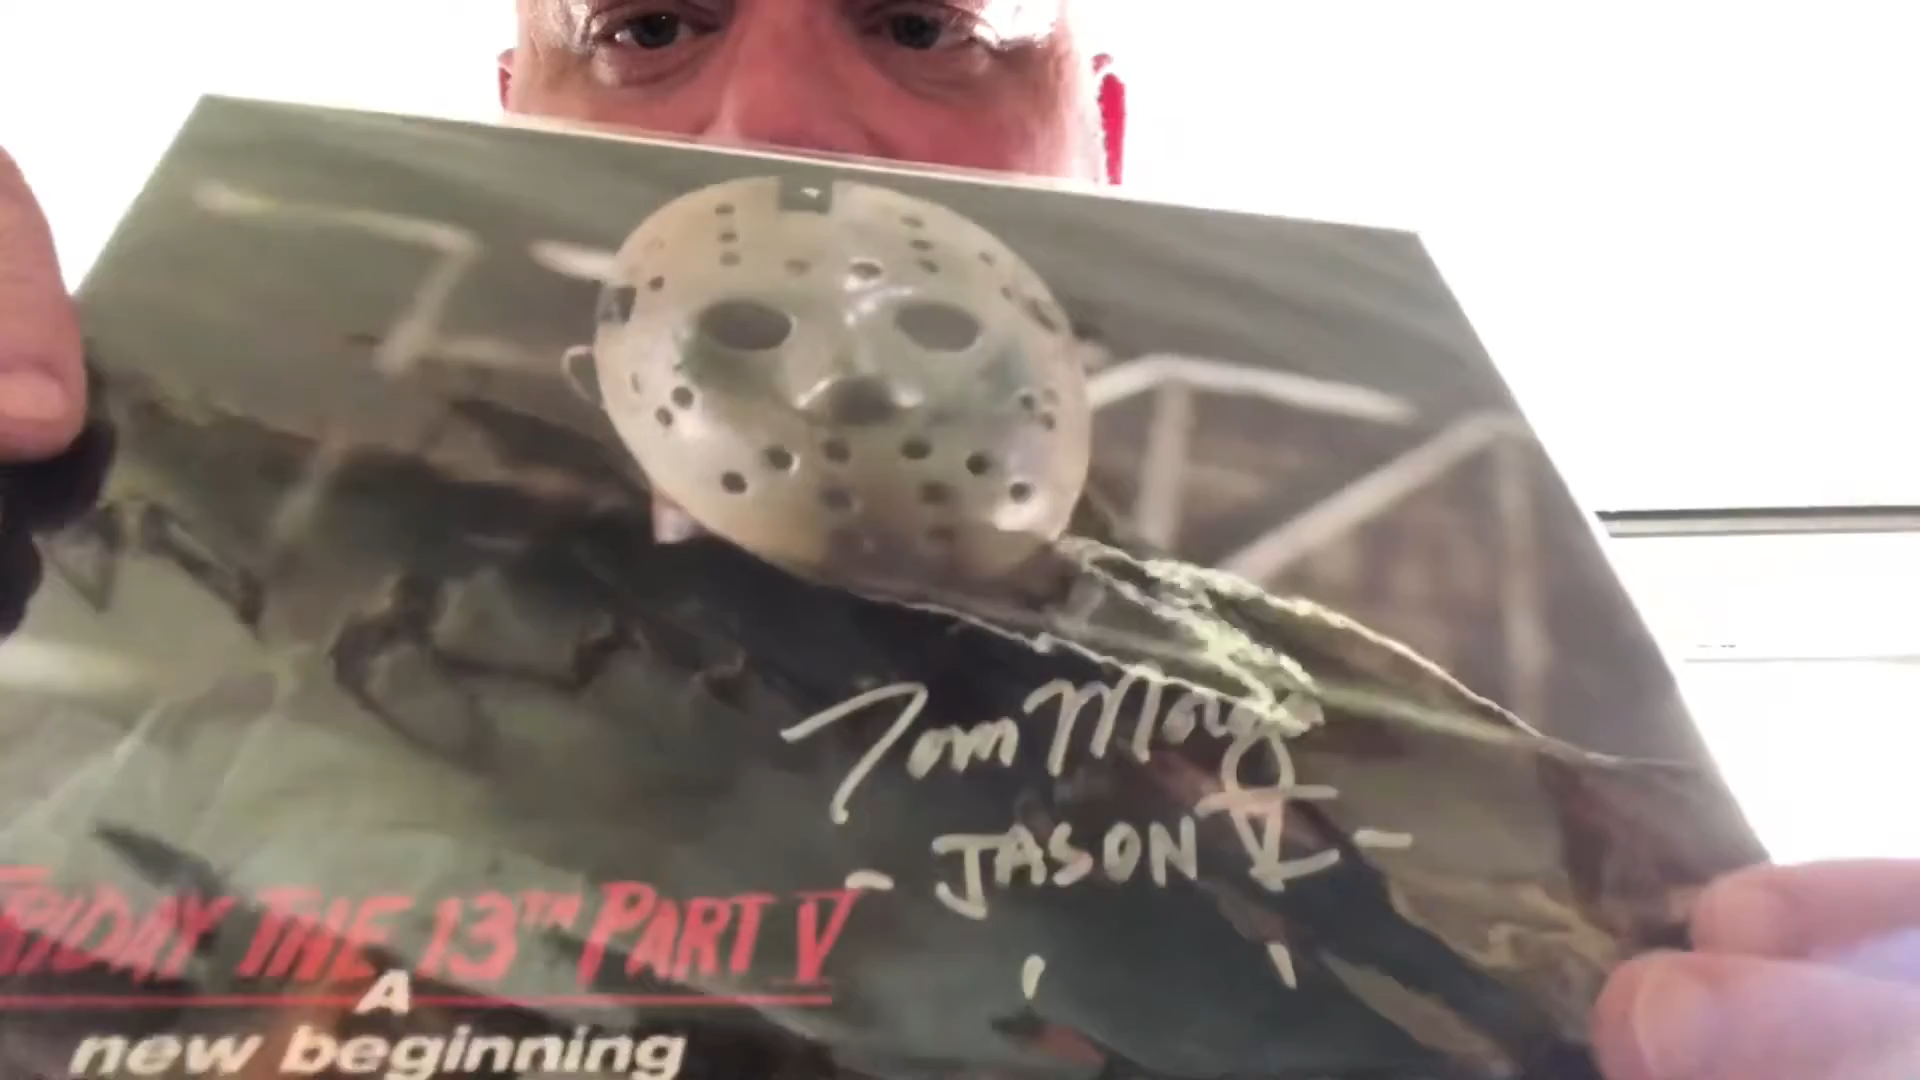 Tom Morga
- JASON V -
FRIDAY THE 13TH PART V
A
new beginning